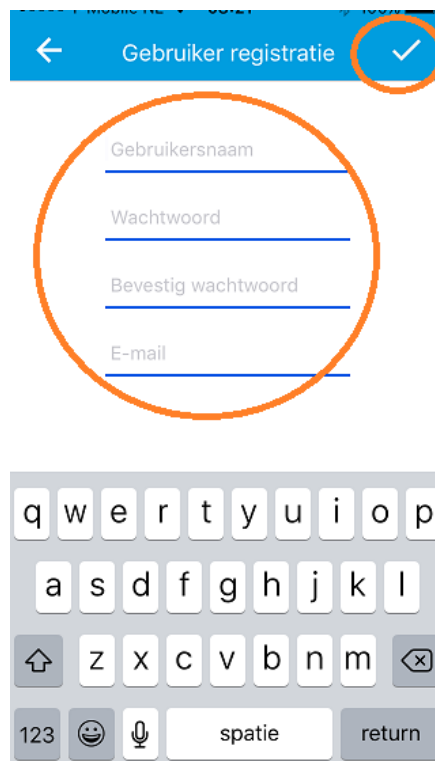 Gebruiker registratie
Gebruikersnaam
Wachtwoord
Bevestig wachtwoord
E-mail
q w e r t y u i o p
a s d f g h j k l
z x c v b n m
123 spatie return